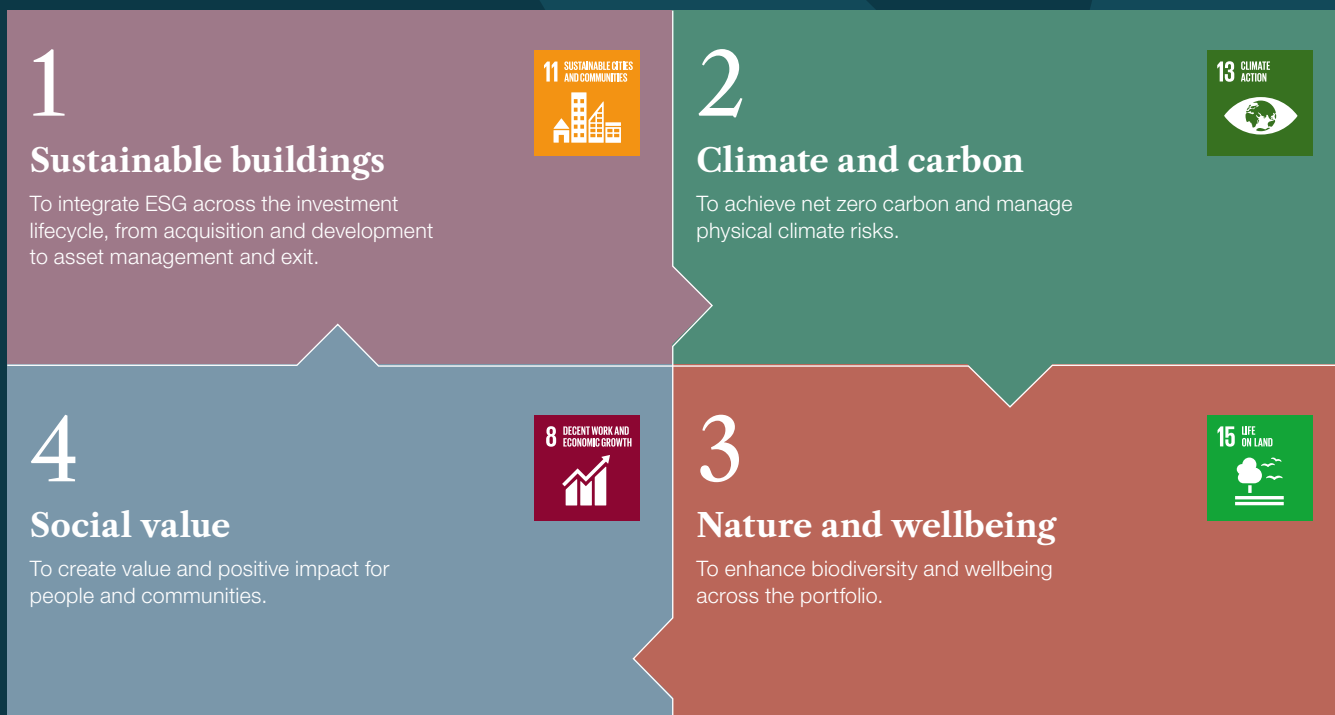 1
11 SUSTAINABLE CITIES
AND COMMUNITIES
Sustainable buildings
To integrate ESG across the investment
lifecycle, from acquisition and development
to asset management and exit.
2
13 CLIMATE
ACTION
Climate and carbon
To achieve net zero carbon and manage
physical climate risks.
4
8 DECENT WORK AND
ECONOMIC GROWTH
Social value
To create value and positive impact for
people and communities.
3
15 LIFE
ON LAND
Nature and wellbeing
To enhance biodiversity and wellbeing
across the portfolio.